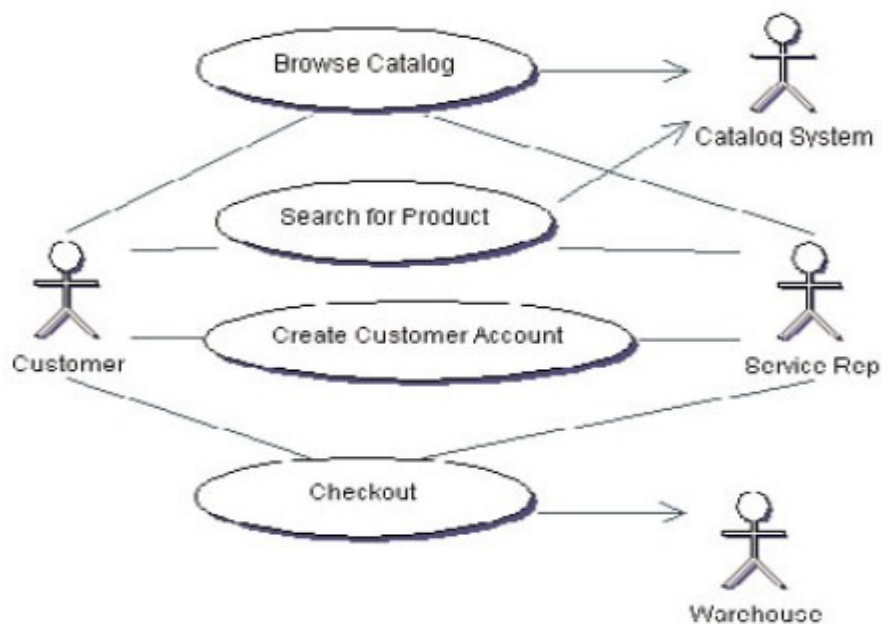 Browse Catalog
Catalog System
Search for Product
Create Customer Account
Customer
Service Rep
Checkout
Warehouse